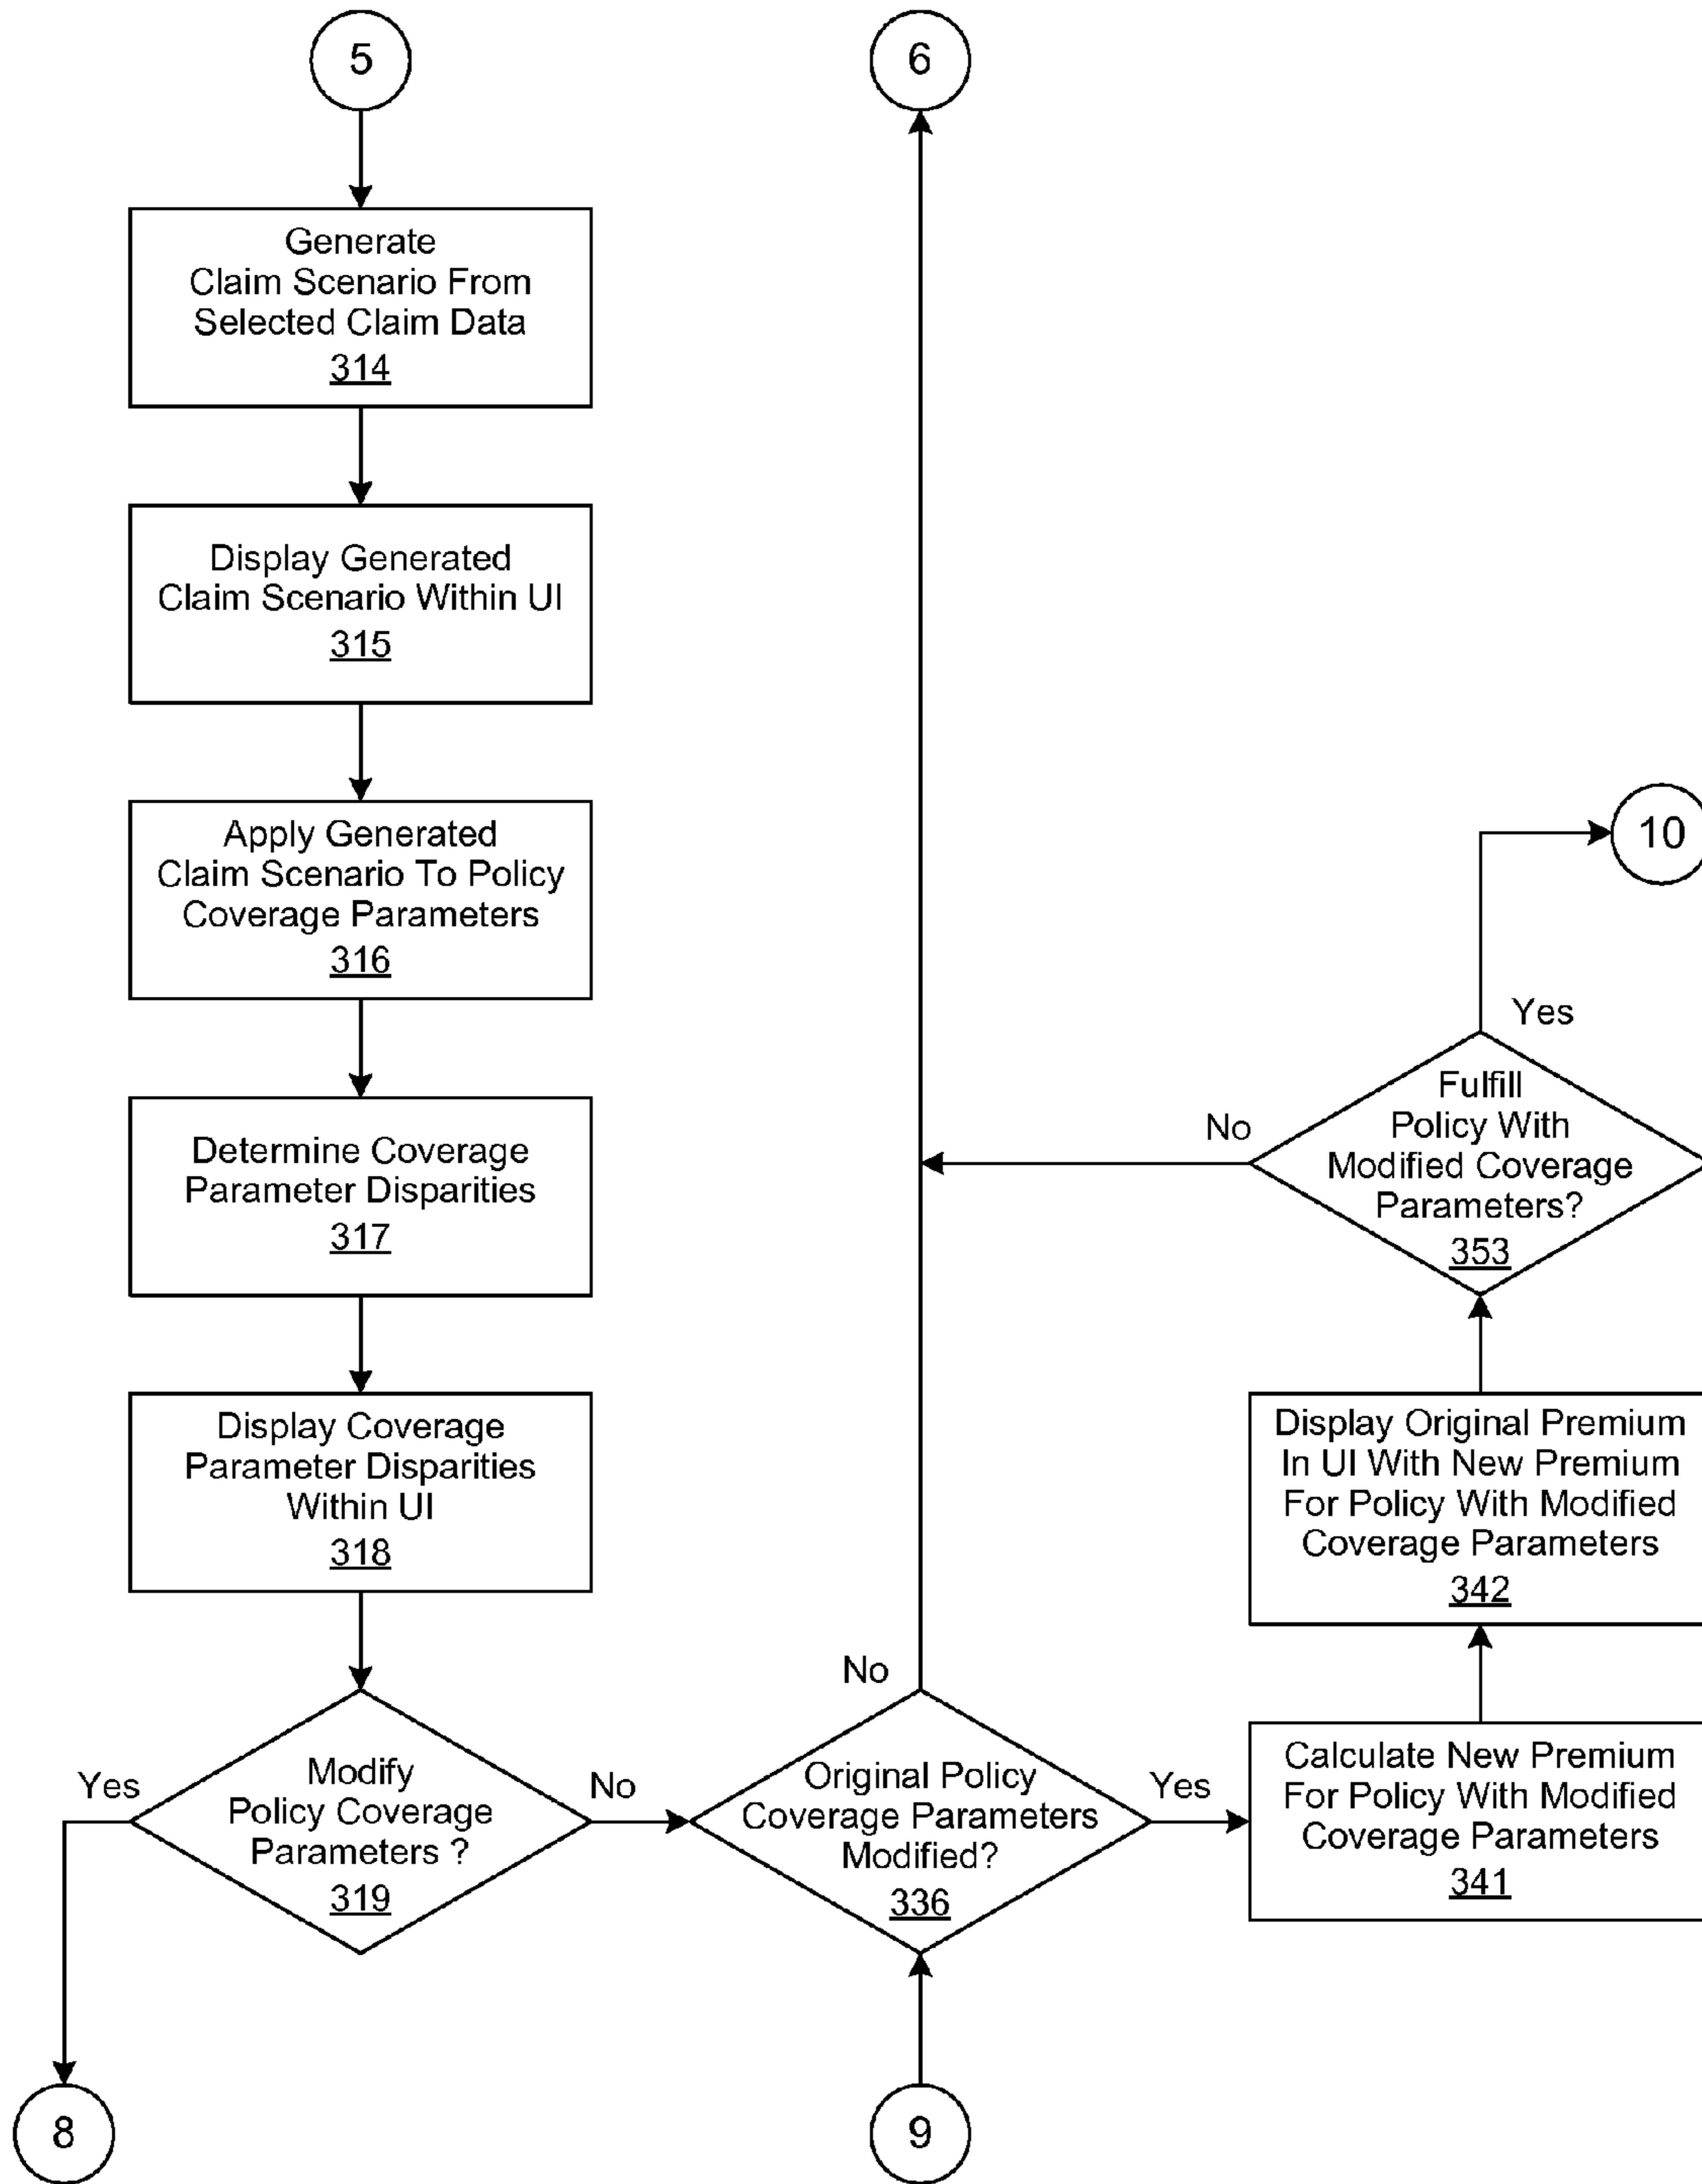 5
Generate
Claim Scenario From
Selected Claim Data
314
Display Generated
Claim Scenario Within UI
315
Apply Generated
Claim Scenario To Policy
Coverage Parameters
316
Determine Coverage
Parameter Disparities
317
Display Coverage
Parameter Disparities
Within UI
318
Modify
Policy Coverage
Parameters ?
319
Yes
No
8
6
No
Original Policy
Coverage Parameters
Modified?
336
Yes
9
Calculate New Premium
For Policy With Modified
Coverage Parameters
341
Display Original Premium
In UI With New Premium
For Policy With Modified
Coverage Parameters
342
Fulfill
Policy With
Modified Coverage
Parameters?
353
No
Yes
10